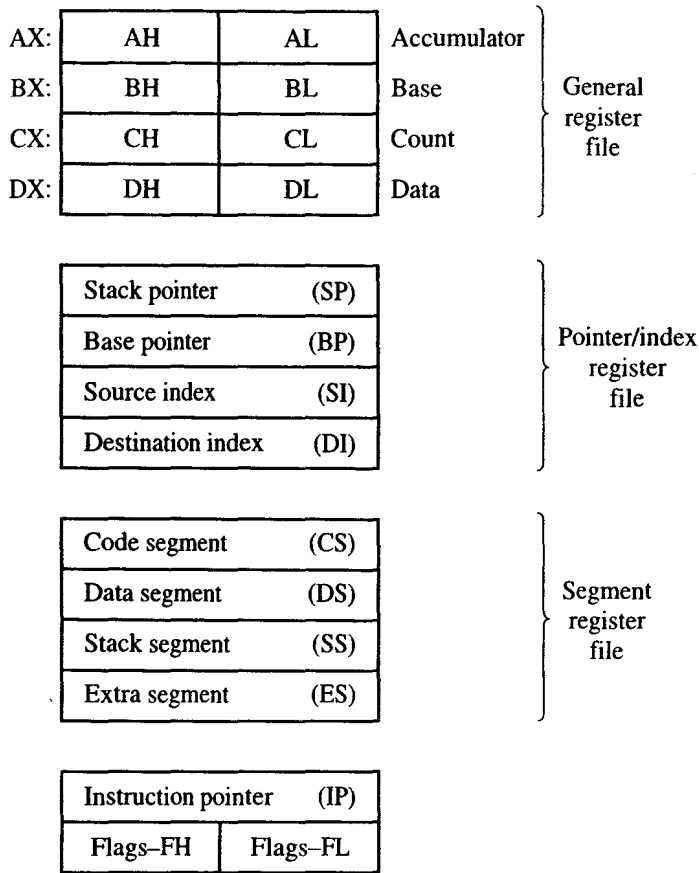 AX: AH AL Accumulator
BX: BH BL Base
CX: CH CL Count
DX: DH DL Data
General
register
file
Stack pointer (SP)
Base pointer (BP)
Source index (SI)
Destination index (DI)
Pointer/index
register
file
Code segment (CS)
Data segment (DS)
Stack segment (SS)
Extra segment (ES)
Segment
register
file
Instruction pointer (IP)
Flags–FH Flags–FL